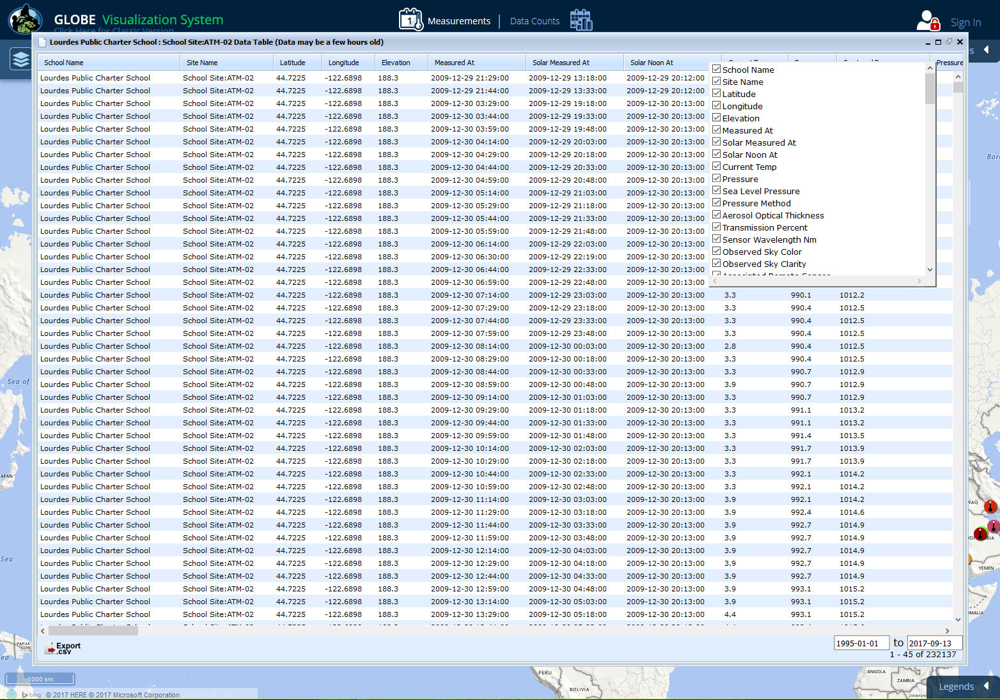 GLOBE Visualization System
Click Here for Classic Version
1 Measurements | Data Counts
Sign In
Lourdes Public Charter School : School Site:ATM-02 Data Table (Data may be a few hours old)
School Name Site Name Latitude Longitude Elevation Measured At Solar Measured At Solar Noon At Pressure
Lourdes Public Charter School School Site:ATM-02 44.7225 -122.6898 188.3 2009-12-29 21:29:00 2009-12-29 13:18:00 2009-12-29 20:12:00
Lourdes Public Charter School School Site:ATM-02 44.7225 -122.6898 188.3 2009-12-29 21:44:00 2009-12-29 13:33:00 2009-12-29 20:12:00
Lourdes Public Charter School School Site:ATM-02 44.7225 -122.6898 188.3 2009-12-30 03:29:00 2009-12-29 19:18:00 2009-12-30 20:13:00
Lourdes Public Charter School School Site:ATM-02 44.7225 -122.6898 188.3 2009-12-30 03:44:00 2009-12-29 19:33:00 2009-12-30 20:13:00
Lourdes Public Charter School School Site:ATM-02 44.7225 -122.6898 188.3 2009-12-30 03:59:00 2009-12-29 19:48:00 2009-12-30 20:13:00
Lourdes Public Charter School School Site:ATM-02 44.7225 -122.6898 188.3 2009-12-30 04:14:00 2009-12-29 20:03:00 2009-12-30 20:13:00
Lourdes Public Charter School School Site:ATM-02 44.7225 -122.6898 188.3 2009-12-30 04:29:00 2009-12-29 20:18:00 2009-12-30 20:13:00
Lourdes Public Charter School School Site:ATM-02 44.7225 -122.6898 188.3 2009-12-30 04:44:00 2009-12-29 20:33:00 2009-12-30 20:13:00
Lourdes Public Charter School School Site:ATM-02 44.7225 -122.6898 188.3 2009-12-30 04:59:00 2009-12-29 20:48:00 2009-12-30 20:13:00
Lourdes Public Charter School School Site:ATM-02 44.7225 -122.6898 188.3 2009-12-30 05:14:00 2009-12-29 21:03:00 2009-12-30 20:13:00
Lourdes Public Charter School School Site:ATM-02 44.7225 -122.6898 188.3 2009-12-30 05:29:00 2009-12-29 21:18:00 2009-12-30 20:13:00
Lourdes Public Charter School School Site:ATM-02 44.7225 -122.6898 188.3 2009-12-30 05:44:00 2009-12-29 21:33:00 2009-12-30 20:13:00
Lourdes Public Charter School School Site:ATM-02 44.7225 -122.6898 188.3 2009-12-30 05:59:00 2009-12-29 21:48:00 2009-12-30 20:13:00
Lourdes Public Charter School School Site:ATM-02 44.7225 -122.6898 188.3 2009-12-30 06:14:00 2009-12-29 22:03:00 2009-12-30 20:13:00
Lourdes Public Charter School School Site:ATM-02 44.7225 -122.6898 188.3 2009-12-30 06:30:00 2009-12-29 22:19:00 2009-12-30 20:13:00
Lourdes Public Charter School School Site:ATM-02 44.7225 -122.6898 188.3 2009-12-30 06:44:00 2009-12-29 22:33:00 2009-12-30 20:13:00
Lourdes Public Charter School School Site:ATM-02 44.7225 -122.6898 188.3 2009-12-30 06:59:00 2009-12-29 22:48:00 2009-12-30 20:13:00
Lourdes Public Charter School School Site:ATM-02 44.7225 -122.6898 188.3 2009-12-30 07:14:00 2009-12-29 23:03:00 2009-12-30 20:13:00 3.3 990.1 1012.2
Lourdes Public Charter School School Site:ATM-02 44.7225 -122.6898 188.3 2009-12-30 07:29:00 2009-12-29 23:18:00 2009-12-30 20:13:00 3.3 990.4 1012.5
Lourdes Public Charter School School Site:ATM-02 44.7225 -122.6898 188.3 2009-12-30 07:44:00 2009-12-29 23:33:00 2009-12-30 20:13:00 3.3 990.4 1012.5
Lourdes Public Charter School School Site:ATM-02 44.7225 -122.6898 188.3 2009-12-30 07:59:00 2009-12-29 23:48:00 2009-12-30 20:13:00 3.3 990.4 1012.5
Lourdes Public Charter School School Site:ATM-02 44.7225 -122.6898 188.3 2009-12-30 08:14:00 2009-12-30 00:03:00 2009-12-30 20:13:00 2.8 990.4 1012.5
Lourdes Public Charter School School Site:ATM-02 44.7225 -122.6898 188.3 2009-12-30 08:29:00 2009-12-30 00:18:00 2009-12-30 20:13:00 3.3 990.4 1012.5
Lourdes Public Charter School School Site:ATM-02 44.7225 -122.6898 188.3 2009-12-30 08:44:00 2009-12-30 00:33:00 2009-12-30 20:13:00 3.3 990.7 1012.9
Lourdes Public Charter School School Site:ATM-02 44.7225 -122.6898 188.3 2009-12-30 08:59:00 2009-12-30 00:48:00 2009-12-30 20:13:00 3.9 990.7 1012.9
Lourdes Public Charter School School Site:ATM-02 44.7225 -122.6898 188.3 2009-12-30 09:14:00 2009-12-30 01:03:00 2009-12-30 20:13:00 3.3 990.7 1012.9
Lourdes Public Charter School School Site:ATM-02 44.7225 -122.6898 188.3 2009-12-30 09:29:00 2009-12-30 01:18:00 2009-12-30 20:13:00 3.3 991.1 1013.2
Lourdes Public Charter School School Site:ATM-02 44.7225 -122.6898 188.3 2009-12-30 09:44:00 2009-12-30 01:33:00 2009-12-30 20:13:00 3.3 991.1 1013.2
Lourdes Public Charter School School Site:ATM-02 44.7225 -122.6898 188.3 2009-12-30 09:59:00 2009-12-30 01:48:00 2009-12-30 20:13:00 3.3 991.4 1013.5
Lourdes Public Charter School School Site:ATM-02 44.7225 -122.6898 188.3 2009-12-30 10:14:00 2009-12-30 02:03:00 2009-12-30 20:13:00 3.3 991.7 1013.9
Lourdes Public Charter School School Site:ATM-02 44.7225 -122.6898 188.3 2009-12-30 10:29:00 2009-12-30 02:18:00 2009-12-30 20:13:00 3.3 991.7 1013.9
Lourdes Public Charter School School Site:ATM-02 44.7225 -122.6898 188.3 2009-12-30 10:44:00 2009-12-30 02:33:00 2009-12-30 20:13:00 3.3 992.1 1014.2
Lourdes Public Charter School School Site:ATM-02 44.7225 -122.6898 188.3 2009-12-30 10:59:00 2009-12-30 02:48:00 2009-12-30 20:13:00 3.3 992.1 1014.2
Lourdes Public Charter School School Site:ATM-02 44.7225 -122.6898 188.3 2009-12-30 11:14:00 2009-12-30 03:03:00 2009-12-30 20:13:00 3.9 992.1 1014.2
Lourdes Public Charter School School Site:ATM-02 44.7225 -122.6898 188.3 2009-12-30 11:29:00 2009-12-30 03:18:00 2009-12-30 20:13:00 3.9 992.4 1014.6
Lourdes Public Charter School School Site:ATM-02 44.7225 -122.6898 188.3 2009-12-30 11:44:00 2009-12-30 03:33:00 2009-12-30 20:13:00 3.9 992.7 1014.9
Lourdes Public Charter School School Site:ATM-02 44.7225 -122.6898 188.3 2009-12-30 11:59:00 2009-12-30 03:48:00 2009-12-30 20:13:00 3.9 992.7 1014.9
Lourdes Public Charter School School Site:ATM-02 44.7225 -122.6898 188.3 2009-12-30 12:14:00 2009-12-30 04:03:00 2009-12-30 20:13:00 3.9 992.7 1014.9
Lourdes Public Charter School School Site:ATM-02 44.7225 -122.6898 188.3 2009-12-30 12:29:00 2009-12-30 04:18:00 2009-12-30 20:13:00 3.9 992.7 1014.9
Lourdes Public Charter School School Site:ATM-02 44.7225 -122.6898 188.3 2009-12-30 12:44:00 2009-12-30 04:33:00 2009-12-30 20:13:00 3.9 992.7 1014.9
Lourdes Public Charter School School Site:ATM-02 44.7225 -122.6898 188.3 2009-12-30 12:59:00 2009-12-30 04:48:00 2009-12-30 20:13:00 3.9 993.1 1015.2
Lourdes Public Charter School School Site:ATM-02 44.7225 -122.6898 188.3 2009-12-30 13:14:00 2009-12-30 05:03:00 2009-12-30 20:13:00 3.9 993.1 1015.2
Lourdes Public Charter School School Site:ATM-02 44.7225 -122.6898 188.3 2009-12-30 13:29:00 2009-12-30 05:18:00 2009-12-30 20:13:00 4.4 993.1 1015.2
School Name
Site Name
Latitude
Longitude
Elevation
Measured At
Solar Measured At
Solar Noon At
Current Temp
Pressure
Sea Level Pressure
Pressure Method
Aerosol Optical Thickness
Transmission Percent
Sensor Wavelength Nm
Observed Sky Color
Observed Sky Clarity
Associated Remote Sensor
Export .csv
1995-01-01 to 2017-09-13
1 - 45 of 232137
Sea of
APAN
Sea
PAPUA
GUIN
ea
Bar
RAQ
BIA
YEMEN
OMALIA
PERU
BOLIVIA
ANGOLA
ZAMBIA
ZIMBABW
1000 km
bing © 2017 HERE © 2017 Microsoft Corporation Terms of Use
Legends